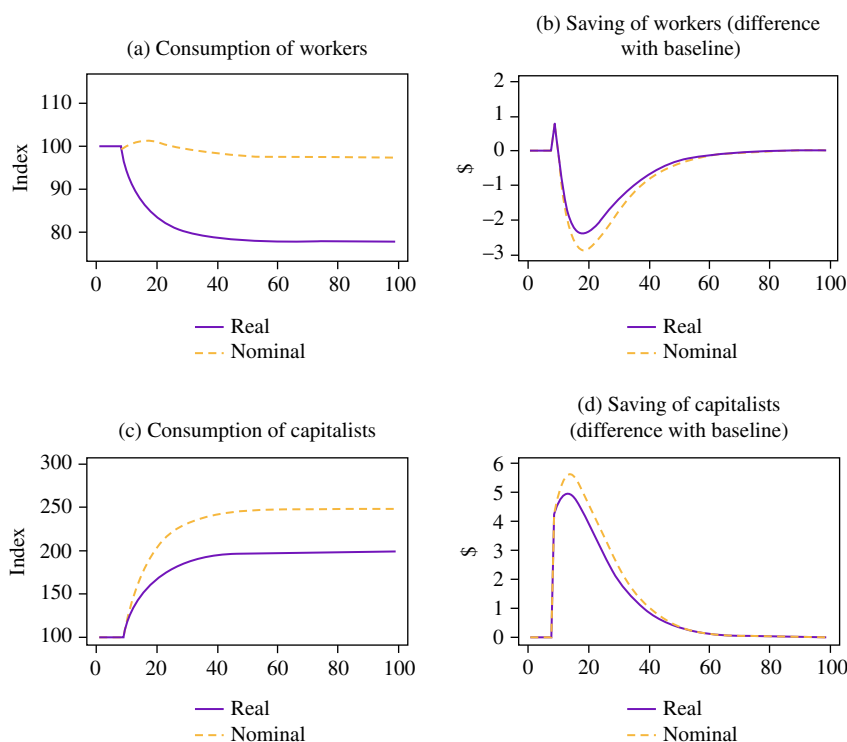 (a) Consumption of workers
Index
110
100
90
80
0 20 40 60 80 100
Real
Nominal
(b) Saving of workers (difference
with baseline)
$
2
1
0
−1
−2
−3
0 20 40 60 80 100
Real
Nominal
(c) Consumption of capitalists
Index
300
250
200
150
100
0 20 40 60 80 100
Real
Nominal
(d) Saving of capitalists
(difference with baseline)
$
6
5
4
3
2
1
0
0 20 40 60 80 100
Real
Nominal